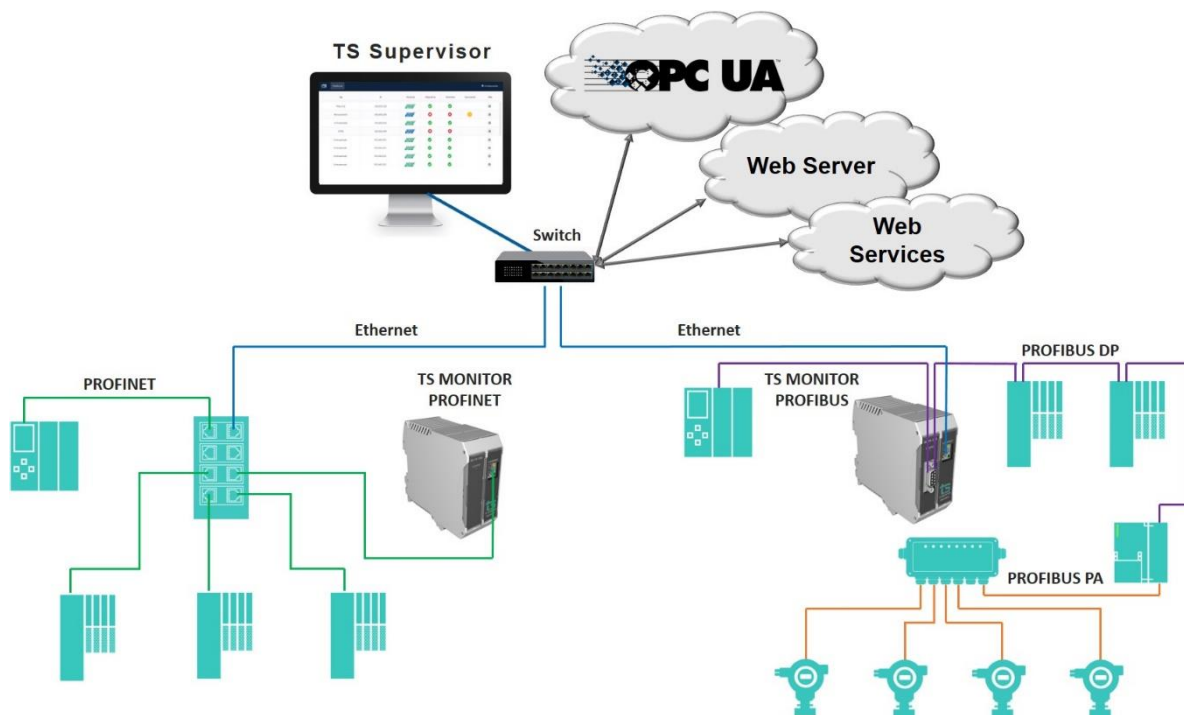 TS Supervisor
OPC UA
Web Server
Web
Services
Switch
Ethernet
Ethernet
PROFINET
TS MONITOR
PROFINET
TS MONITOR
PROFIBUS
PROFIBUS DP
PROFIBUS PA